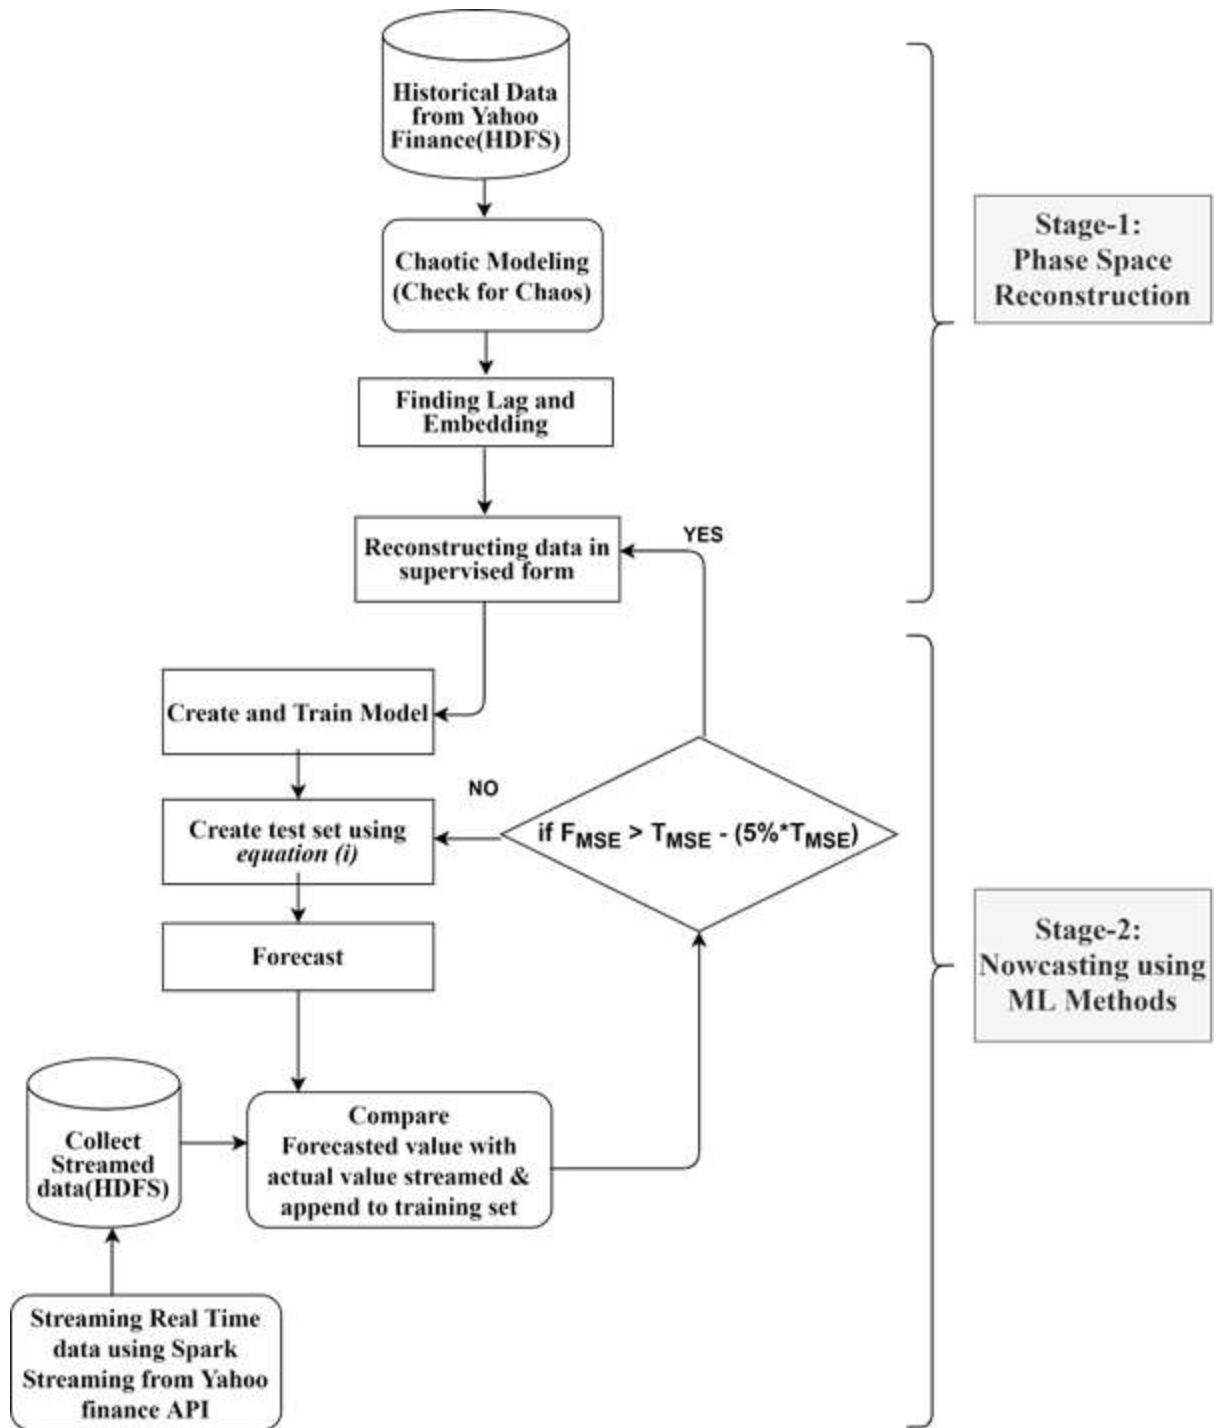 Historical Data
from Yahoo
Finance(HDFS)
Chaotic Modeling
(Check for Chaos)
Stage-1:
Phase Space
Reconstruction
Finding Lag and
Embedding
Reconstructing data in
supervised form
YES
Create and Train Model
NO
Create test set using
equation (i)
if F_MSE > T_MSE - (5%*T_MSE)
Forecast
Stage-2:
Nowcasting using
ML Methods
Compare
Forecasted value with
actual value streamed &
append to training set
Collect
Streamed
data(HDFS)
Streaming Real Time
data using Spark
Streaming from Yahoo
finance API